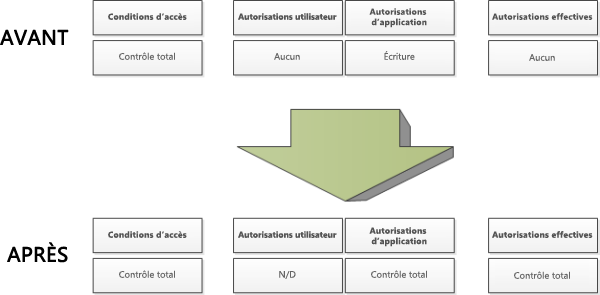 AVANT
Conditions d'accès
Autorisations utilisateur
Autorisations
d'application
Autorisations effectives
Contrôle total
Aucun
Écriture
Aucun
APRÈS
Conditions d'accès
Autorisations utilisateur
Autorisations
d'application
Autorisations effectives
Contrôle total
N/D
Contrôle total
Contrôle total